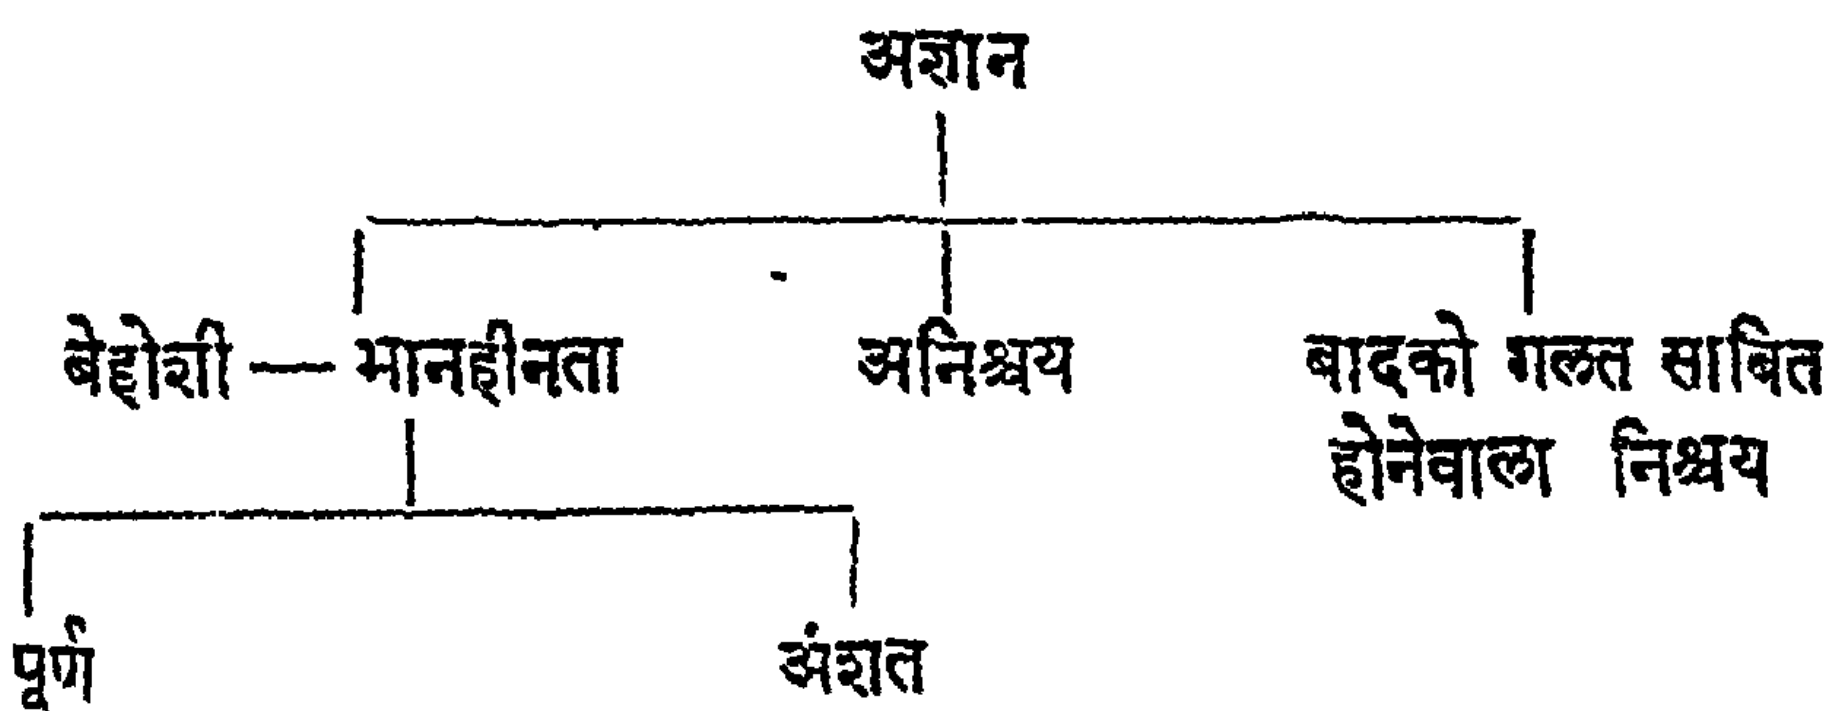 अज्ञान
बेहोशी — भानहीनता अनिश्चय बादको गलत साबित
होनेवाला निश्चय
पूर्ण अंशत